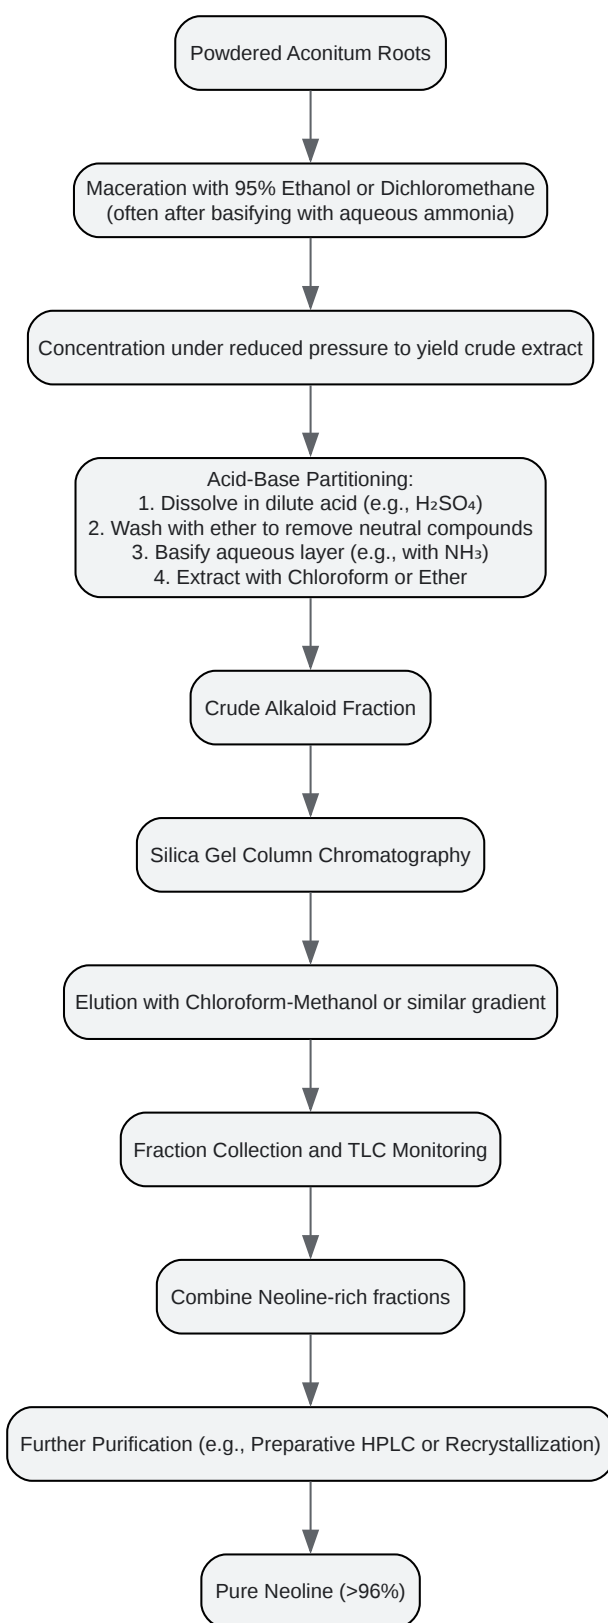 Powdered Aconitum Roots
Maceration with 95% Ethanol or Dichloromethane
(often after basifying with aqueous ammonia)
Concentration under reduced pressure to yield crude extract
Acid-Base Partitioning:
1. Dissolve in dilute acid (e.g., H₂SO₄)
2. Wash with ether to remove neutral compounds
3. Basify aqueous layer (e.g., with NH₃)
4. Extract with Chloroform or Ether
Crude Alkaloid Fraction
Silica Gel Column Chromatography
Elution with Chloroform-Methanol or similar gradient
Fraction Collection and TLC Monitoring
Combine Neoline-rich fractions
Further Purification (e.g., Preparative HPLC or Recrystallization)
Pure Neoline (>96%)